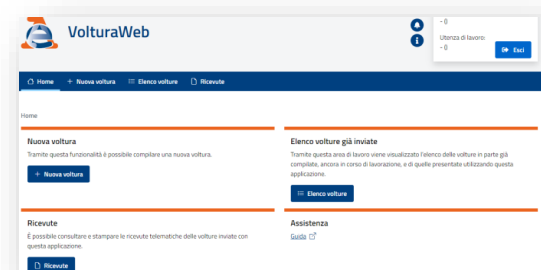 VolturaWeb
- ()
Utenza di lavoro:
- ()
Esci
Home
Nuova voltura
Elenco volture
Ricevute
Home
Nuova voltura
Tramite questa funzionalità è possibile compilare una nuova voltura.
Nuova voltura
Elenco volture già inviate
Tramite questa area di lavoro viene visualizzato l'elenco delle volture in parte già
compilate, ancora in corso di lavorazione, e di quelle presentate utilizzando questa
applicazione.
Elenco volture
Ricevute
È possibile consultare e stampare le ricevute telematiche delle volture inviate con
questa applicazione.
Ricevute
Assistenza
Guida